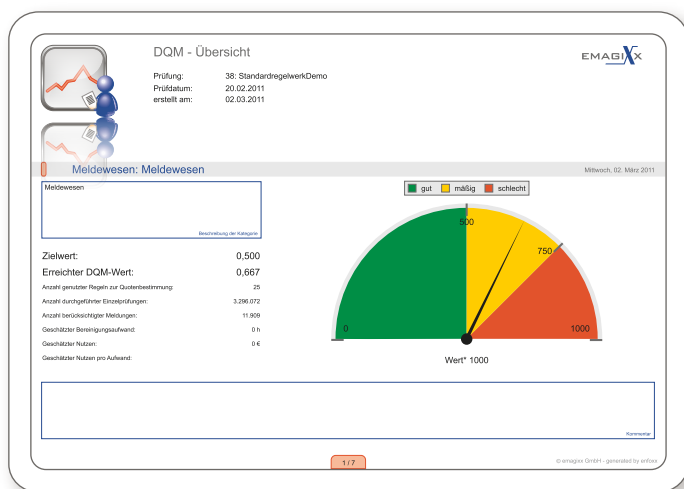 DQM - Übersicht
EMAGIXX
Prüfung: 38: StandardregelwerkDemo
Prüfdatum: 20.02.2011
erstellt am: 02.03.2011
Meldewesen: Meldewesen
Mittwoch, 02. März 2011
Meldewesen
Beschreibung der Kategorie
gut mäßig schlecht
Zielwert: 0,500
Erreichter DQM-Wert: 0,667
Anzahl genutzter Regeln zur Quotenbestimmung: 25
Anzahl durchgeführter Einzelprüfungen: 3.296.072
Anzahl berücksichtigter Meldungen: 11.909
Geschätzter Bereinigungsaufwand: 0 h
Geschätzter Nutzen: 0 €
Geschätzter Nutzen pro Aufwand:
500
750
0
1000
Wert* 1000
Kommentar
1 / 7
© emagixx GmbH - generated by enfoxx